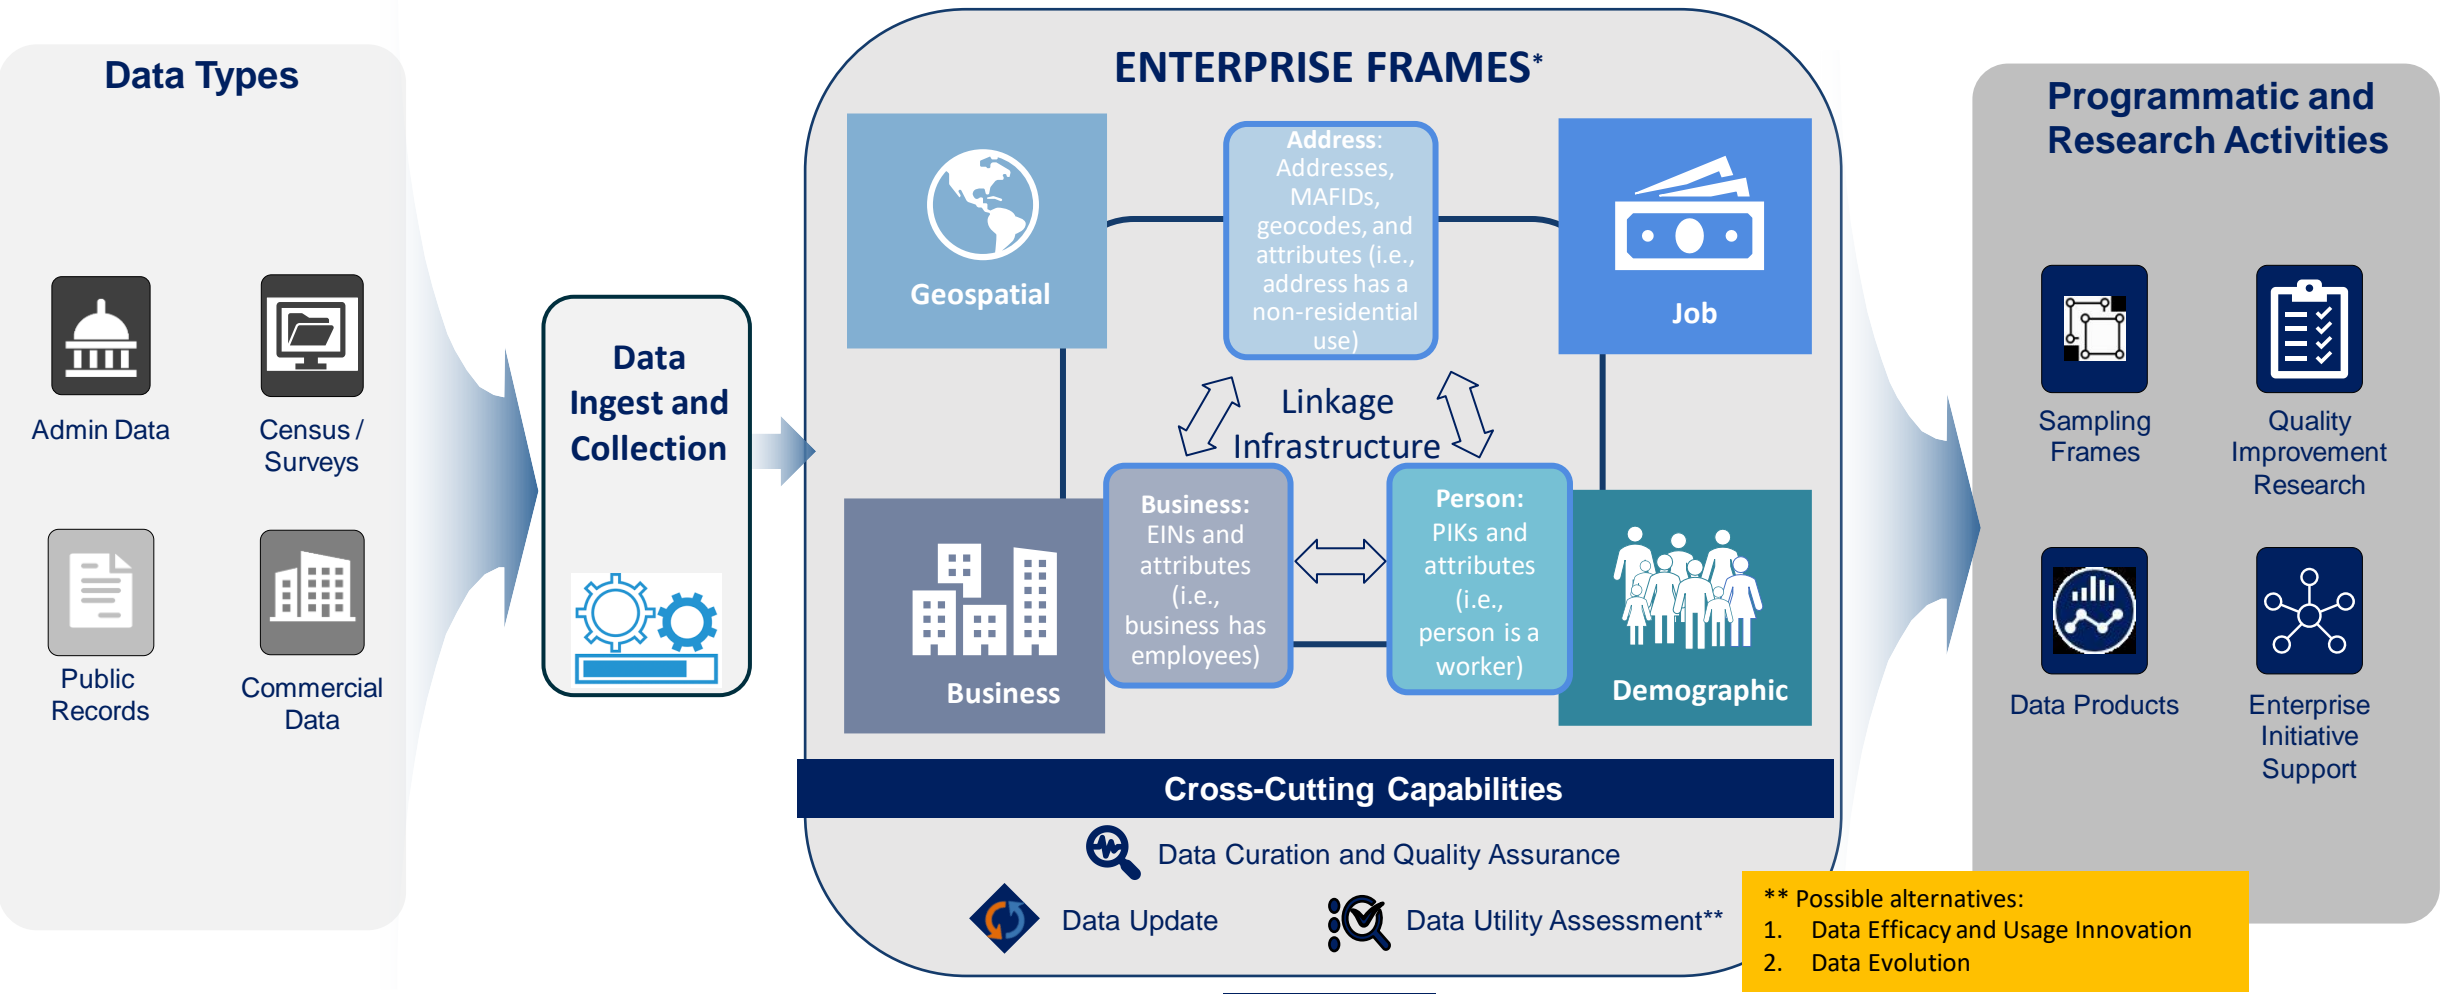 Data Types
Admin Data
Census /
Surveys
Public
Records
Commercial
Data
Data
Ingest and
Collection
ENTERPRISE FRAMES*
Geospatial
Address:
Addresses,
MAFIDs,
geocodes, and
attributes (i.e.,
address has a
non-residential
use)
Job
Linkage
Infrastructure
Business
Business:
EINs and
attributes
(i.e.,
business has
employees)
Person:
PIKs and
attributes
(i.e.,
person is a
worker)
Demographic
Cross-Cutting Capabilities
Data Curation and Quality Assurance
Data Update
Data Utility Assessment**
Programmatic and
Research Activities
Sampling
Frames
Quality
Improvement
Research
Data Products
Enterprise
Initiative
Support
** Possible alternatives:
1. Data Efficacy and Usage Innovation
2. Data Evolution